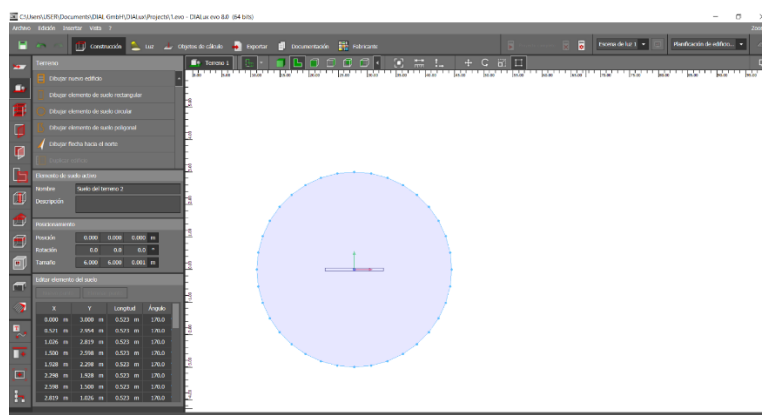 C:\Users\USER\Documents\DIAL GmbH\DIALux\Projects\1.evo - DIALux evo 8.0 (64 bits)
Archivo Edición Insertar Vista ?
Construcción Luz Objetos de cálculo Exportar Documentación Fabricante Escena de luz 1 Planificación de edificio...
Terreno
Terreno 1
Dibujar nuevo edificio
Dibujar elemento de suelo rectangular
Dibujar elemento de suelo circular
Dibujar elemento de suelo poligonal
Dibujar flecha hacia el norte
Elemento de suelo activo
Nombre Suelo del terreno 2
Descripción
Posicionamiento
Posición 0.000 0.000 0.000 m
Rotación 0.0 0.0 0.0 °
Tamaño 6.000 6.000 0.001 m
Editar elemento del suelo
X Y Longitud Ángulo
0.000 m 3.000 m 0.523 m 170.0
0.521 m 2.954 m 0.523 m 170.0
1.026 m 2.819 m 0.523 m 170.0
1.500 m 2.598 m 0.523 m 170.0
1.928 m 2.298 m 0.523 m 170.0
2.298 m 1.928 m 0.523 m 170.0
2.598 m 1.500 m 0.523 m 170.0
2.819 m 1.026 m 0.523 m 170.0